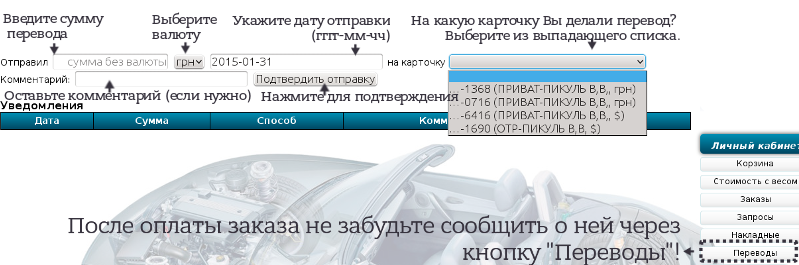 Введите сумму
перевода
Выберите
валюту
Укажите дату отправки
(гггг-мм-чч)
На какую карточку Вы делали перевод?
Выберите из выпадающего списка.
Отправил сумма без валюты грн 2015-01-31 на карточку
Комментарий: Подтвердить отправку
Оставьте комментарий (если нужно) Нажмите для подтверждения
...-1368 (ПРИВАТ-ПИКУЛЬ В,В,, грн)
...-0716 (ПРИВАТ-ПИКУЛЬ В,В,, грн)
...-6416 (ПРИВАТ-ПИКУЛЬ В,В,, $)
...-1690 (ОТР-ПИКУЛЬ В,В, $)
Уведомления
Дата Сумма Способ Комм
Личный кабинет
Корзина
Стоимость с весом
Заказы
Запросы
Накладные
Переводы
После оплаты заказа не забудьте сообщить о ней через
кнопку "Переводы"!